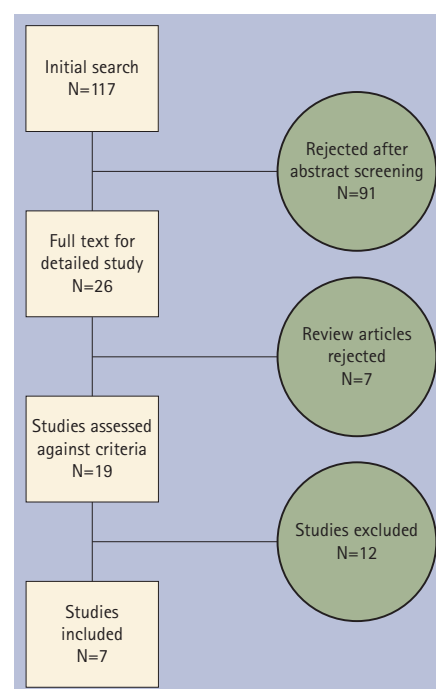 Initial search
N=117
Rejected after
abstract screening
N=91
Full text for
detailed study
N=26
Review articles
rejected
N=7
Studies assessed
against criteria
N=19
Studies excluded
N=12
Studies
included
N=7